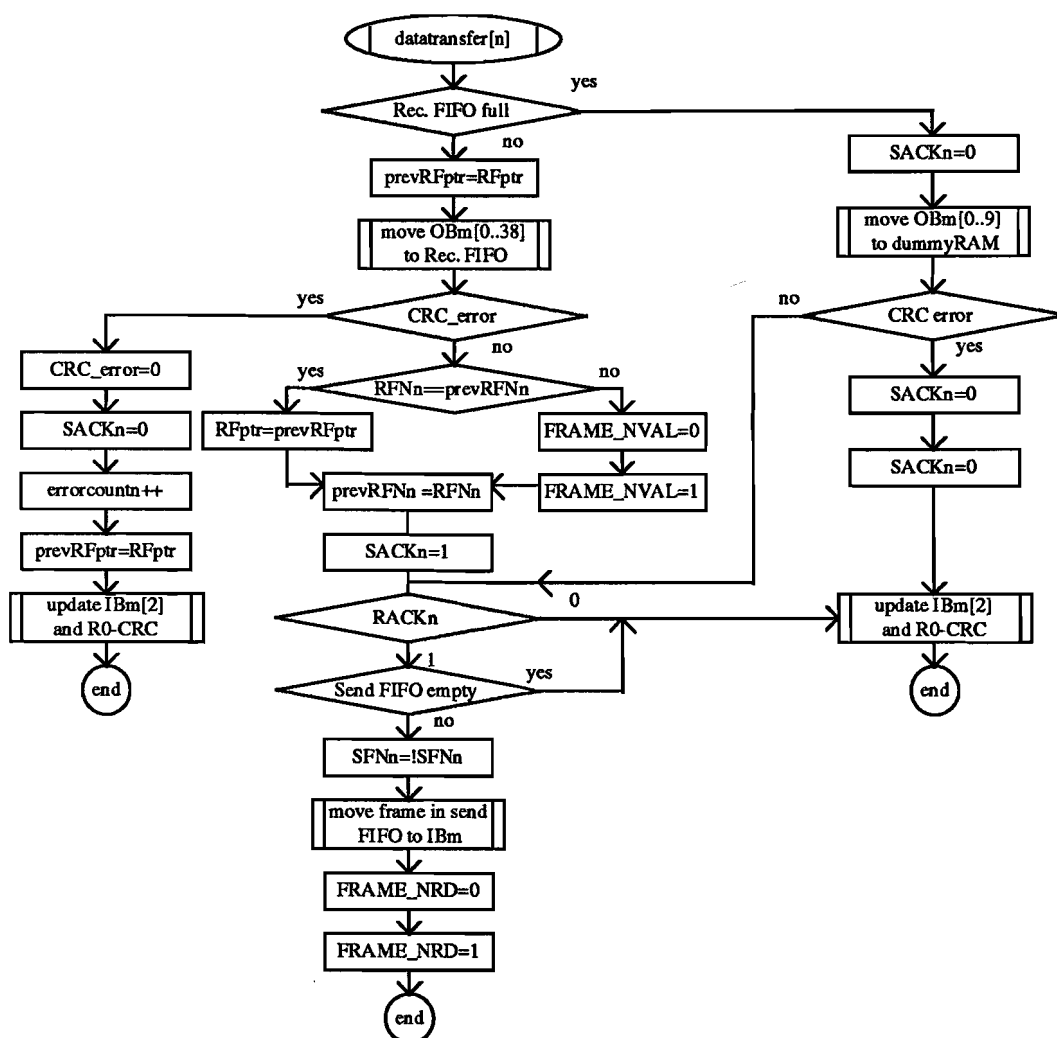 datatransfer[n]
yes
Rec. FIFO full
no
SACKn=0
prevRFptr=RFptr
move OBm[0..38]
to Rec. FIFO
move OBm[0..9]
to dummyRAM
yes
no
CRC_error
CRC error
no
yes
CRC_error=0
yes
RFNn==prevRFNn
no
SACKn=0
SACKn=0
RFptr=prevRFptr
FRAME_NVAL=0
SACKn=0
errorcountn++
prevRFNn =RFNn
FRAME_NVAL=1
prevRFptr=RFptr
SACKn=1
update IBm[2]
and R0-CRC
RACKn
0
update IBm[2]
and R0-CRC
1
yes
end
Send FIFO empty
end
no
SFNn=!SFNn
move frame in send
FIFO to IBm
FRAME_NRD=0
FRAME_NRD=1
end